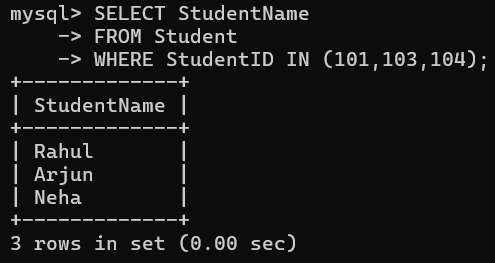 mysql> SELECT StudentName
    -> FROM Student
    -> WHERE StudentID IN (101,103,104);
+-------------+
| StudentName |
+-------------+
| Rahul       |
| Arjun       |
| Neha        |
+-------------+
3 rows in set (0.00 sec)